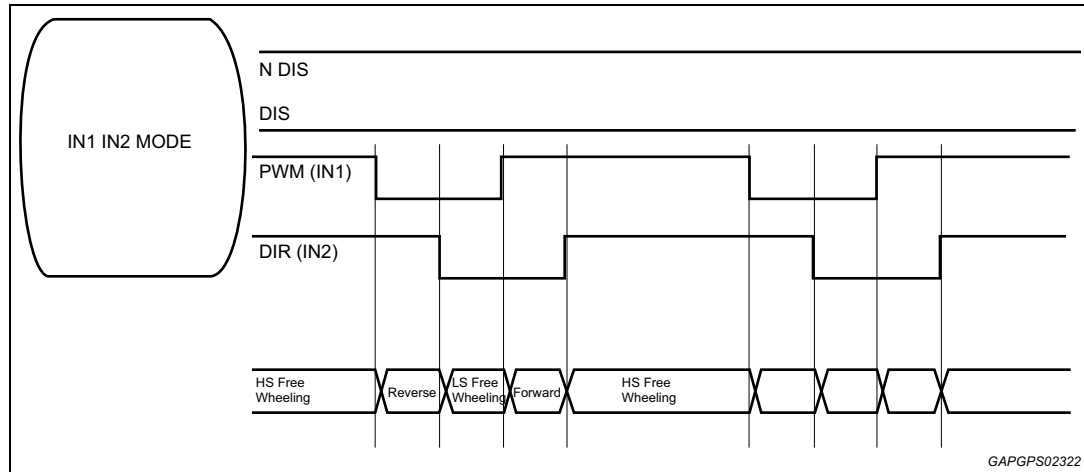 N DIS
DIS
IN1 IN2 MODE
PWM (IN1)
DIR (IN2)
HS Free
Wheeling
Reverse
LS Free
Wheeling
Forward
HS Free
Wheeling
GAPGPS02322